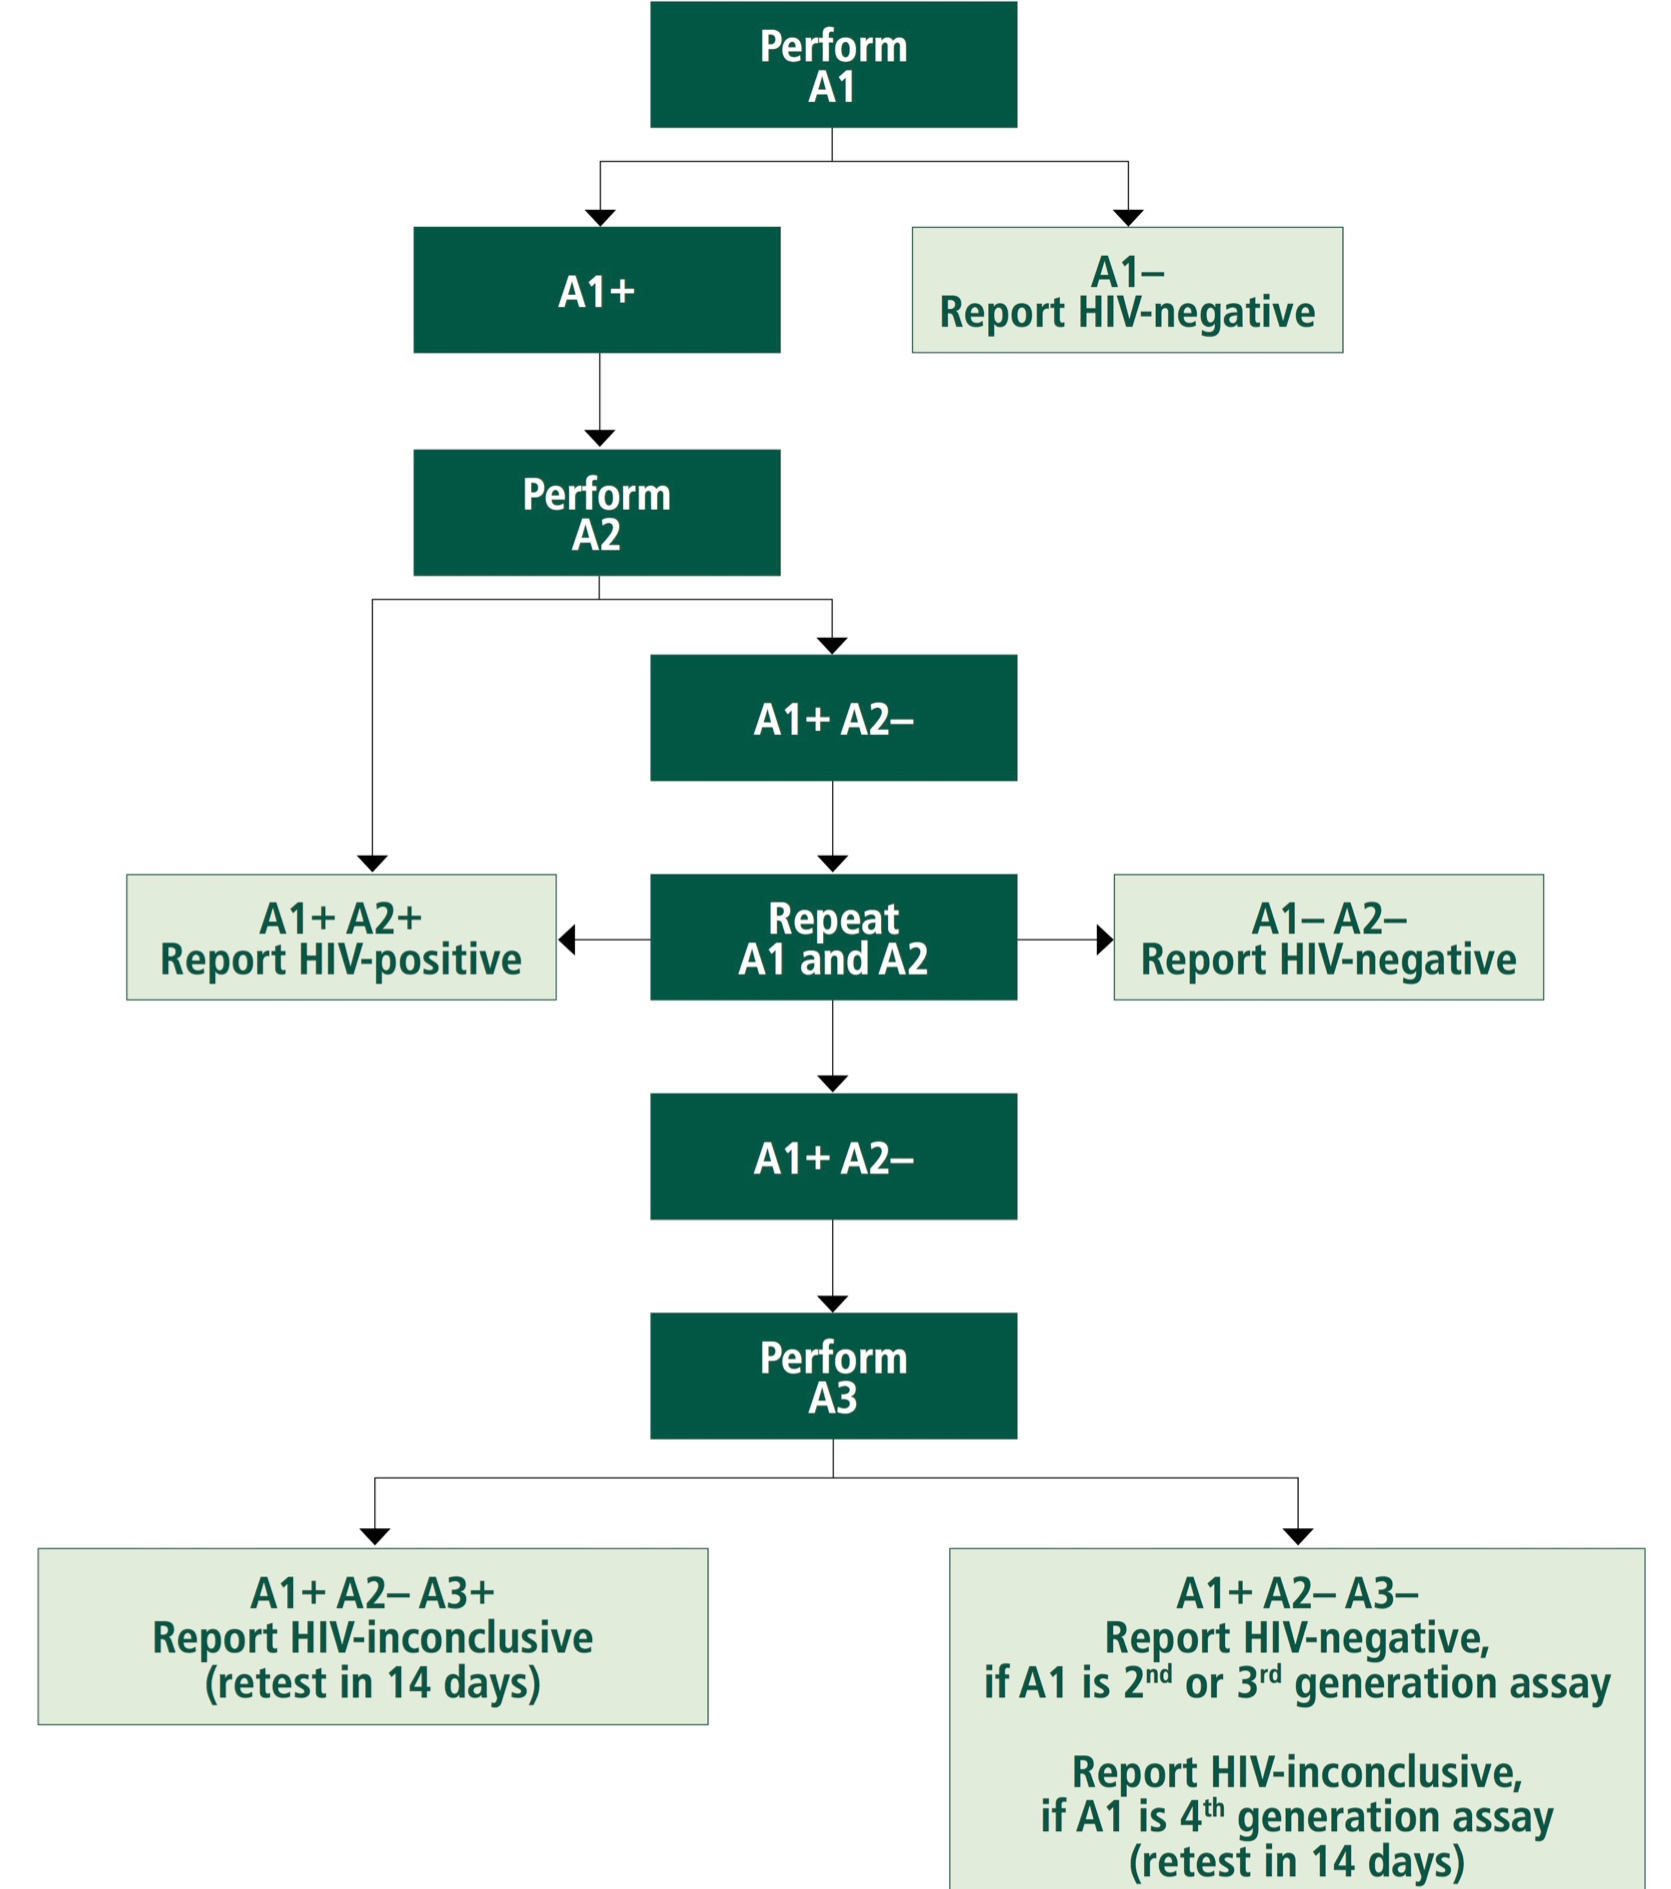 Perform
A1
A1+
A1–
Report HIV-negative
Perform
A2
A1+ A2–
A1+ A2+
Report HIV-positive
Repeat
A1 and A2
A1– A2–
Report HIV-negative
A1+ A2–
Perform
A3
A1+ A2– A3+
Report HIV-inconclusive
(retest in 14 days)
A1+ A2– A3–
Report HIV-negative,
if A1 is 2nd or 3rd generation assay
Report HIV-inconclusive,
if A1 is 4th generation assay
(retest in 14 days)